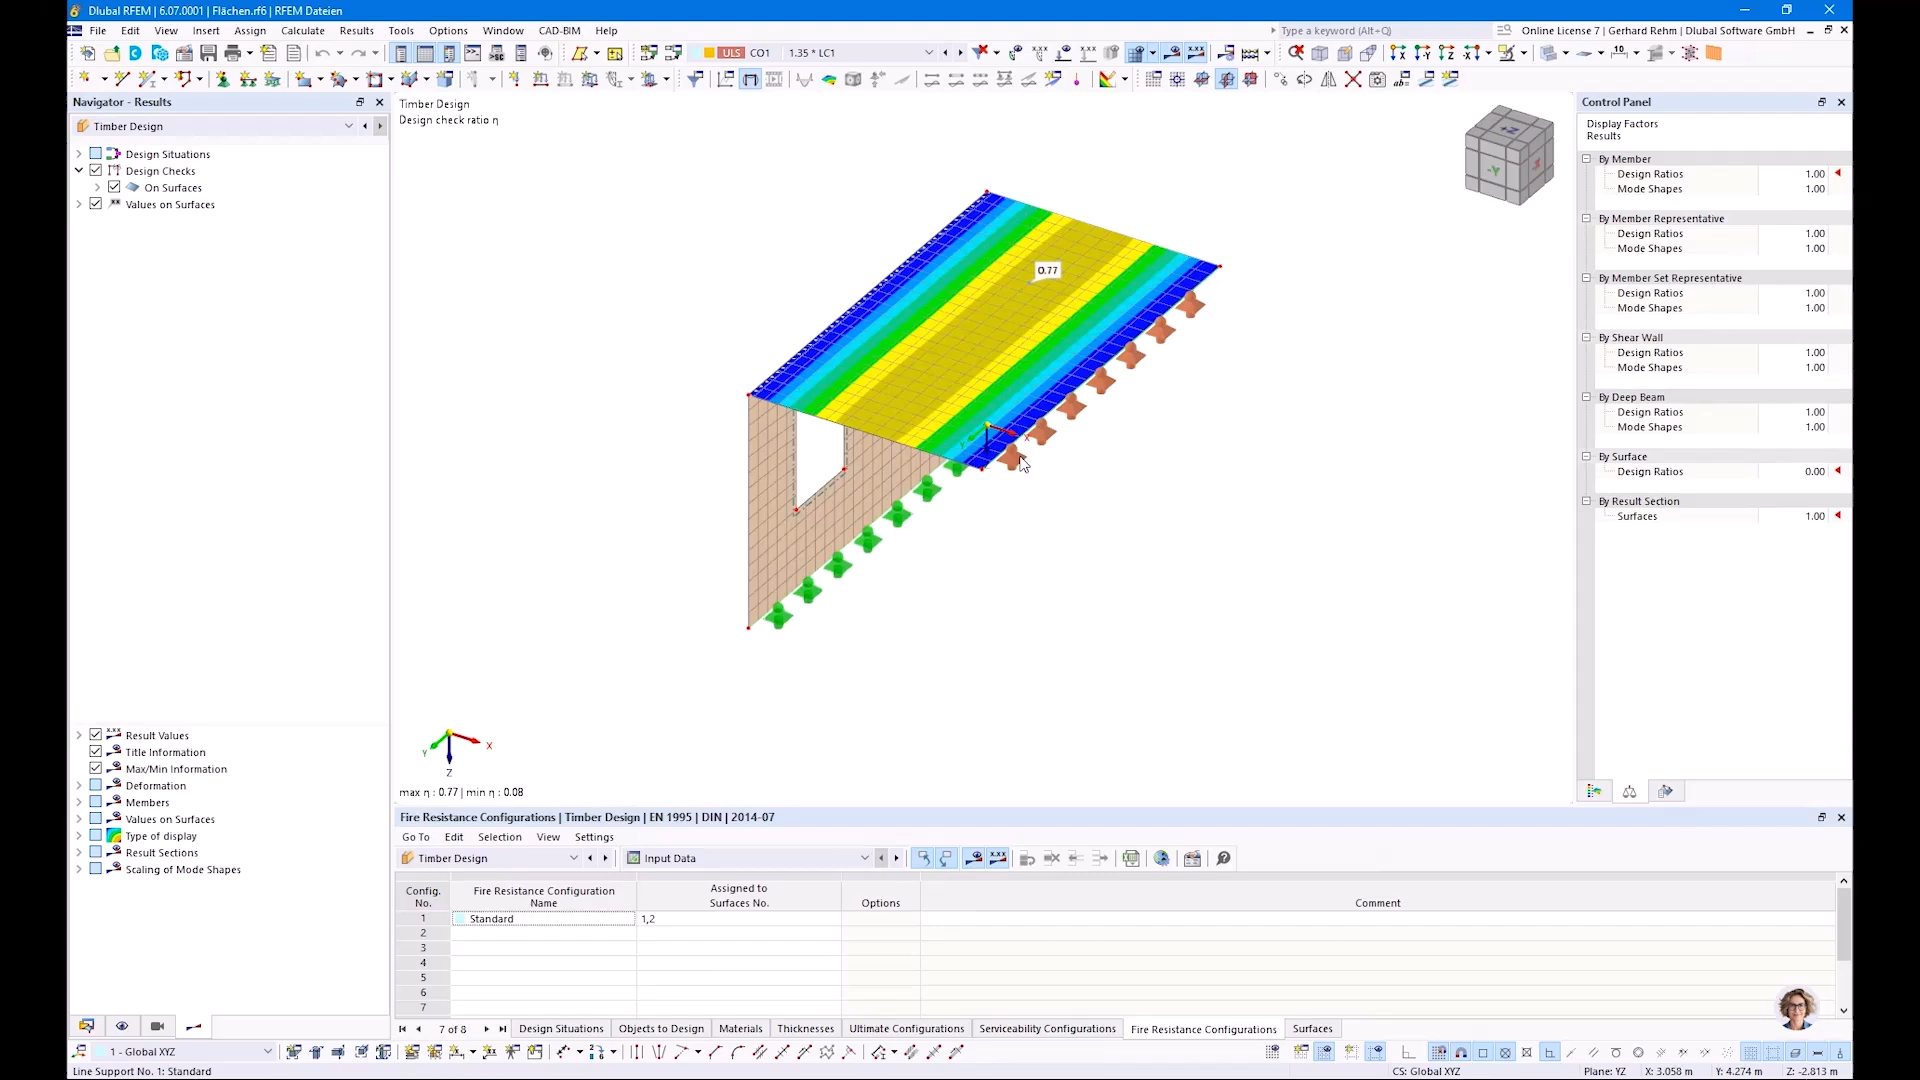 Dlubal RFEM | 6.07.0001 | Flächen.rf6 | RFEM Dateien
File Edit View Insert Assign Calculate Results Tools Options Window CAD-BIM Help
Type a keyword (Alt+Q)
Online License 7 | Gerhard Rehm | Dlubal Software GmbH
ULS CO1 1.35 * LC1
Navigator - Results
Timber Design
Design Situations
Design Checks
On Surfaces
Values on Surfaces
Result Values
Title Information
Max/Min Information
Deformation
Members
Values on Surfaces
Type of display
Result Sections
Scaling of Mode Shapes
Timber Design
Design check ratio η
0.77
+Z
-Y
X
Y
X
Y
X
Z
max η : 0.77 | min η : 0.08
Control Panel
Display Factors
Results
By Member
Design Ratios 1.00
Mode Shapes 1.00
By Member Representative
Design Ratios 1.00
Mode Shapes 1.00
By Member Set Representative
Design Ratios 1.00
Mode Shapes 1.00
By Shear Wall
Design Ratios 1.00
Mode Shapes 1.00
By Deep Beam
Design Ratios 1.00
Mode Shapes 1.00
By Surface
Design Ratios 0.00
By Result Section
Surfaces 1.00
Fire Resistance Configurations | Timber Design | EN 1995 | DIN | 2014-07
Go To Edit Selection View Settings
Timber Design
Input Data
Config. No.
Fire Resistance Configuration Name
Assigned to Surfaces No.
Options
Comment
1 Standard 1,2
2
3
4
5
6
7
7 of 8 Design Situations Objects to Design Materials Thicknesses Ultimate Configurations Serviceability Configurations Fire Resistance Configurations Surfaces
1 - Global XYZ
Line Support No. 1: Standard
CS: Global XYZ Plane: YZ X: 3.058 m Y: 4.274 m Z: -2.813 m